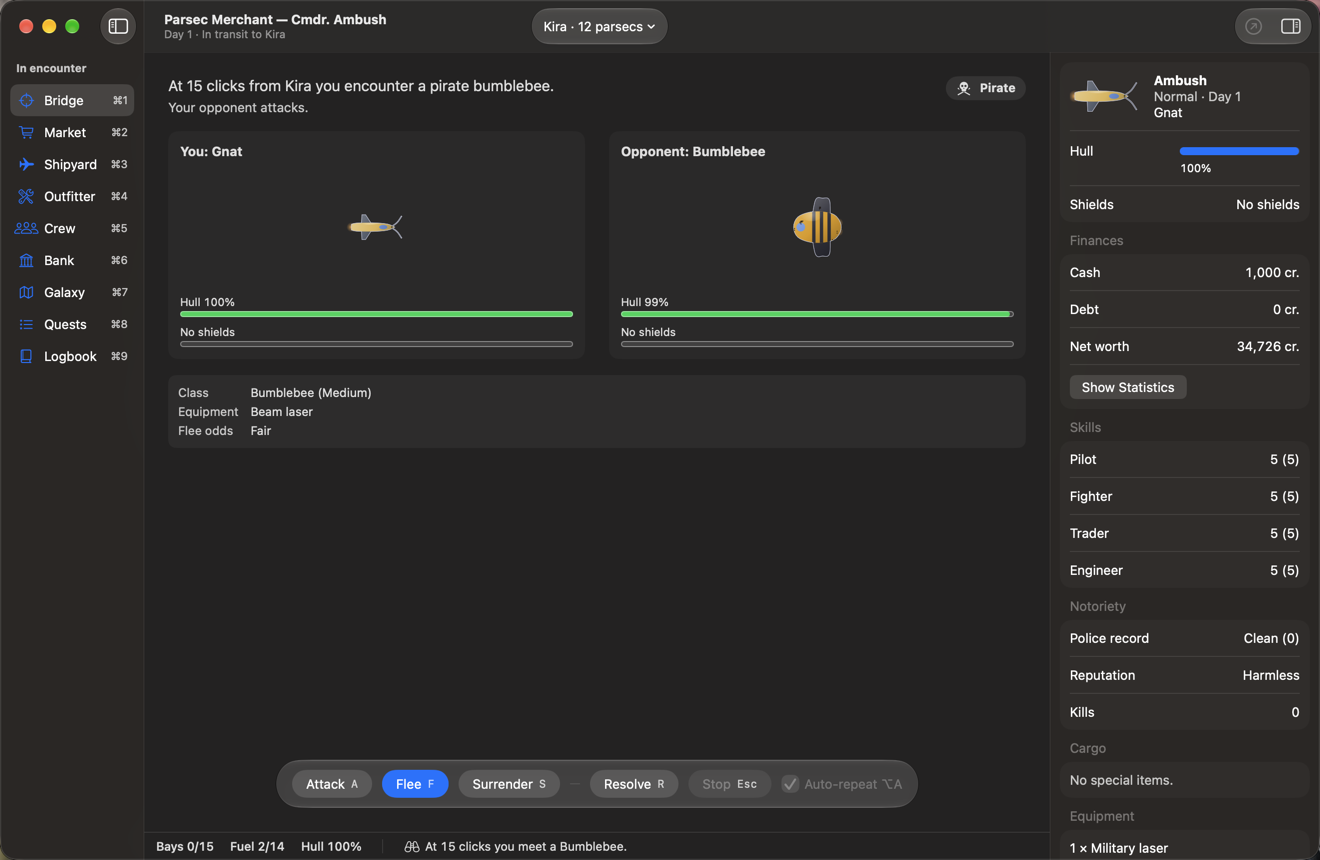 Parsec Merchant — Cmdr. Ambush
Day 1 · In transit to Kira
Kira · 12 parsecs
In encounter
Bridge ⌘1
Market ⌘2
Shipyard ⌘3
Outfitter ⌘4
Crew ⌘5
Bank ⌘6
Galaxy ⌘7
Quests ⌘8
Logbook ⌘9
At 15 clicks from Kira you encounter a pirate bumblebee.
Your opponent attacks.
Pirate
You: Gnat
Hull 100%
No shields
Opponent: Bumblebee
Hull 99%
No shields
Class Bumblebee (Medium)
Equipment Beam laser
Flee odds Fair
Attack A
Flee F
Surrender S
Resolve R
Stop Esc
Auto-repeat ⌥A
Bays 0/15 Fuel 2/14 Hull 100% At 15 clicks you meet a Bumblebee.
Ambush
Normal · Day 1
Gnat
Hull
100%
Shields No shields
Finances
Cash 1,000 cr.
Debt 0 cr.
Net worth 34,726 cr.
Show Statistics
Skills
Pilot 5 (5)
Fighter 5 (5)
Trader 5 (5)
Engineer 5 (5)
Notoriety
Police record Clean (0)
Reputation Harmless
Kills 0
Cargo
No special items.
Equipment
1 × Military laser